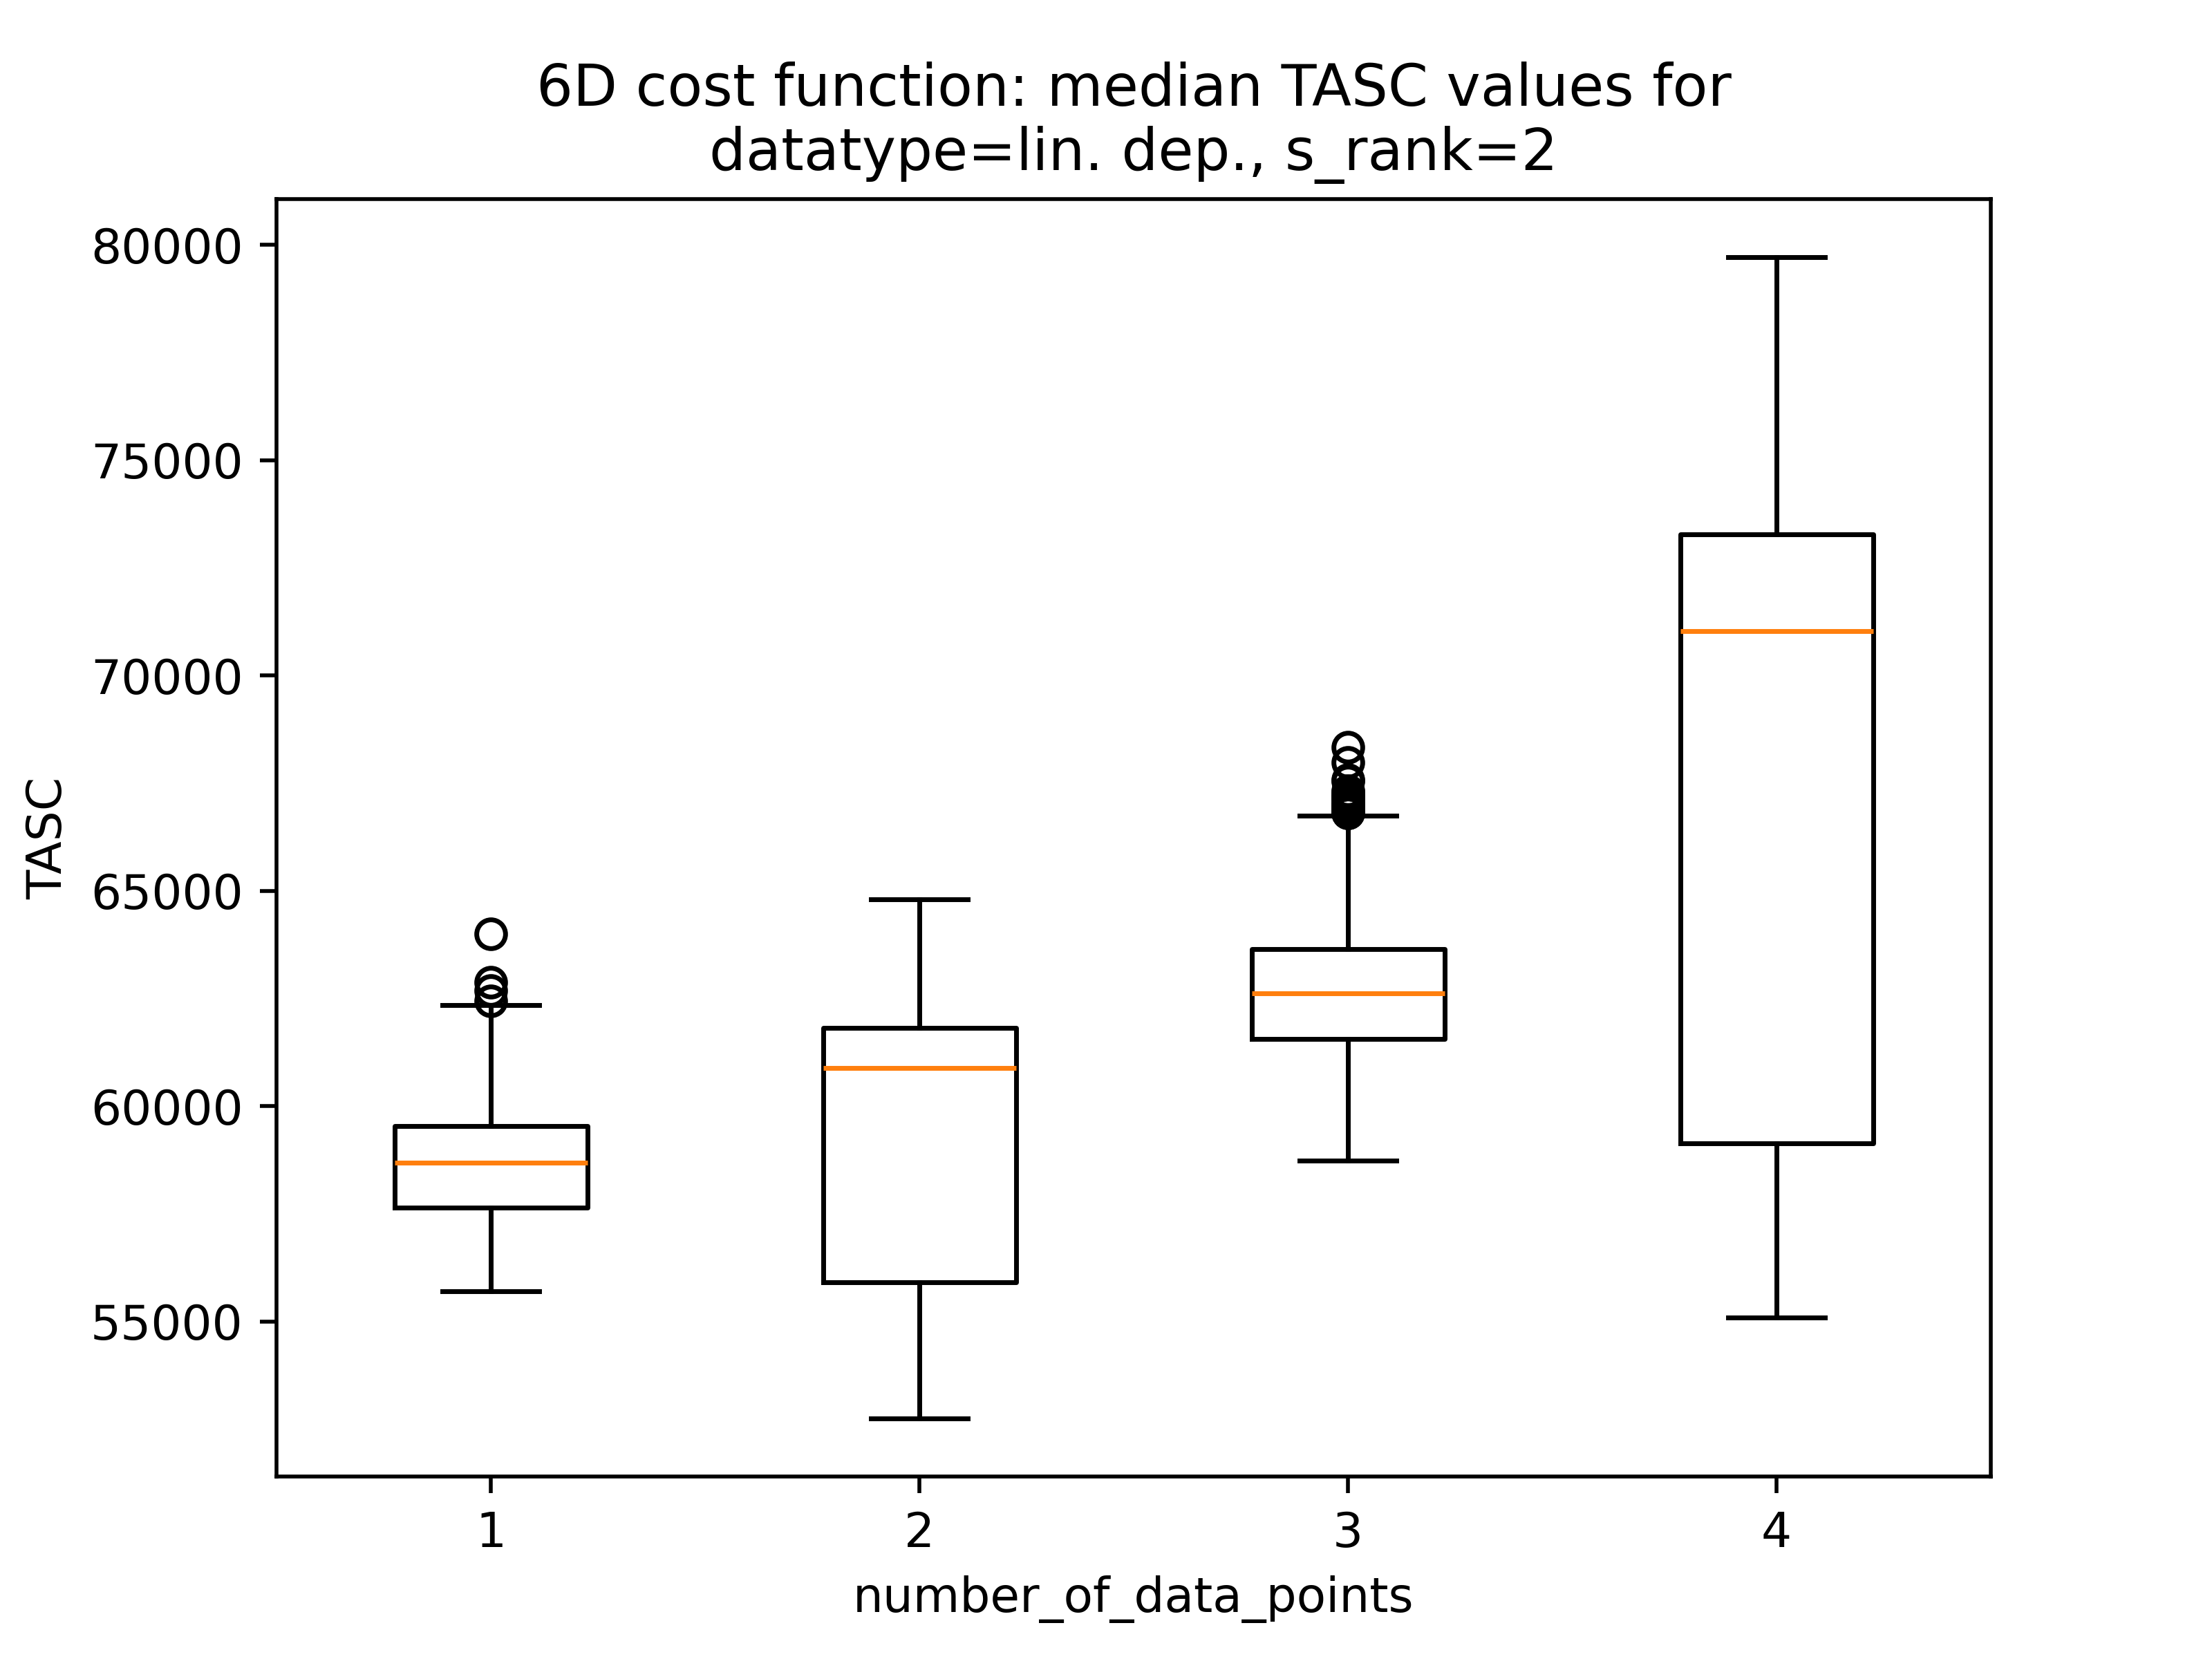 6D cost function: median TASC values for
datatype=lin. dep., s_rank=2
80000
75000
70000
65000
60000
55000
TASC
1 2 3 4
number_of_data_points